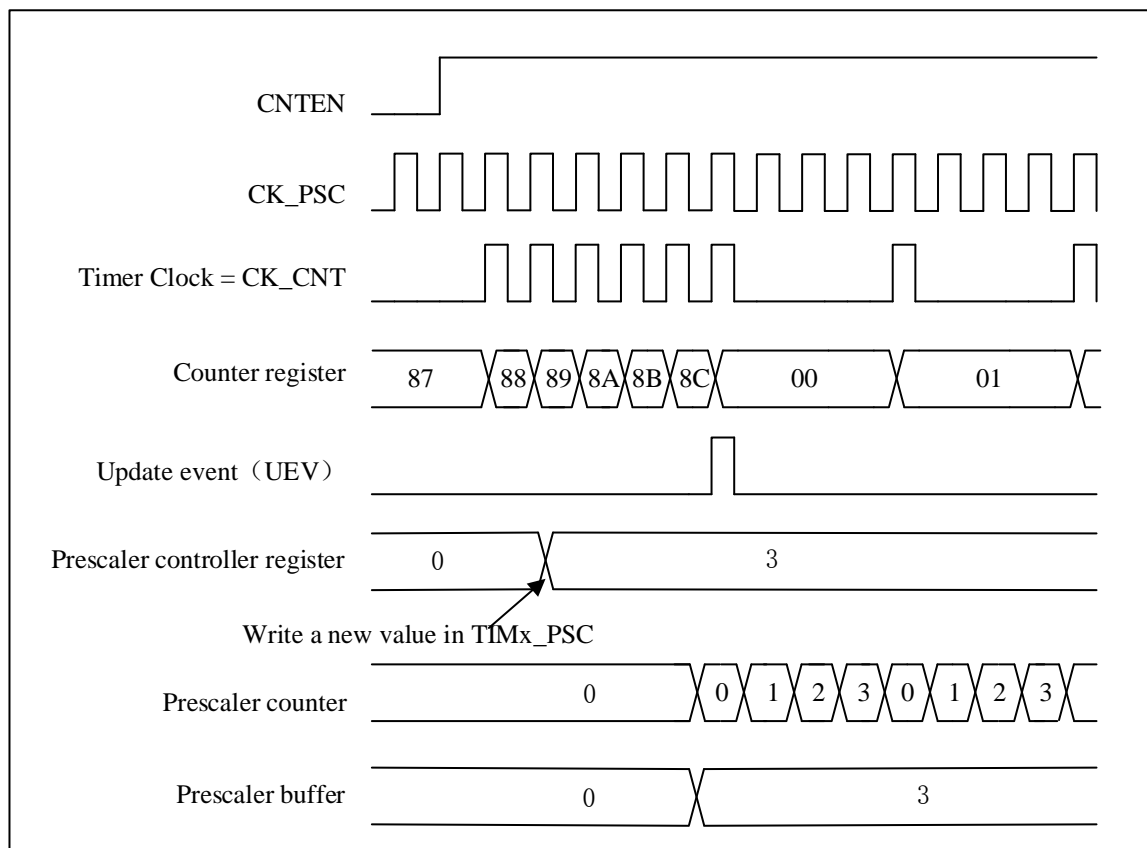 CNTEN
CK_PSC
Timer Clock = CK_CNT
Counter register 87 88 89 8A 8B 8C 00 01
Update event（UEV）
Prescaler controller register 0 3
Write a new value in TIMx_PSC
Prescaler counter 0 0 1 2 3 0 1 2 3
Prescaler buffer 0 3